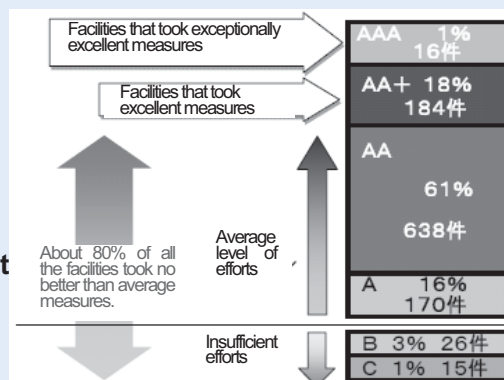 Facilities that took exceptionally
excellent measures
AAA 1%
16件
Facilities that took
excellent measures
AA+ 18%
184件
AA
61%
638件
t
About 80% of all
the facilities took no
better than average
measures.
Average
level of
efforts
A 16%
170件
Insufficient
efforts
B 3% 26件
C 1% 15件